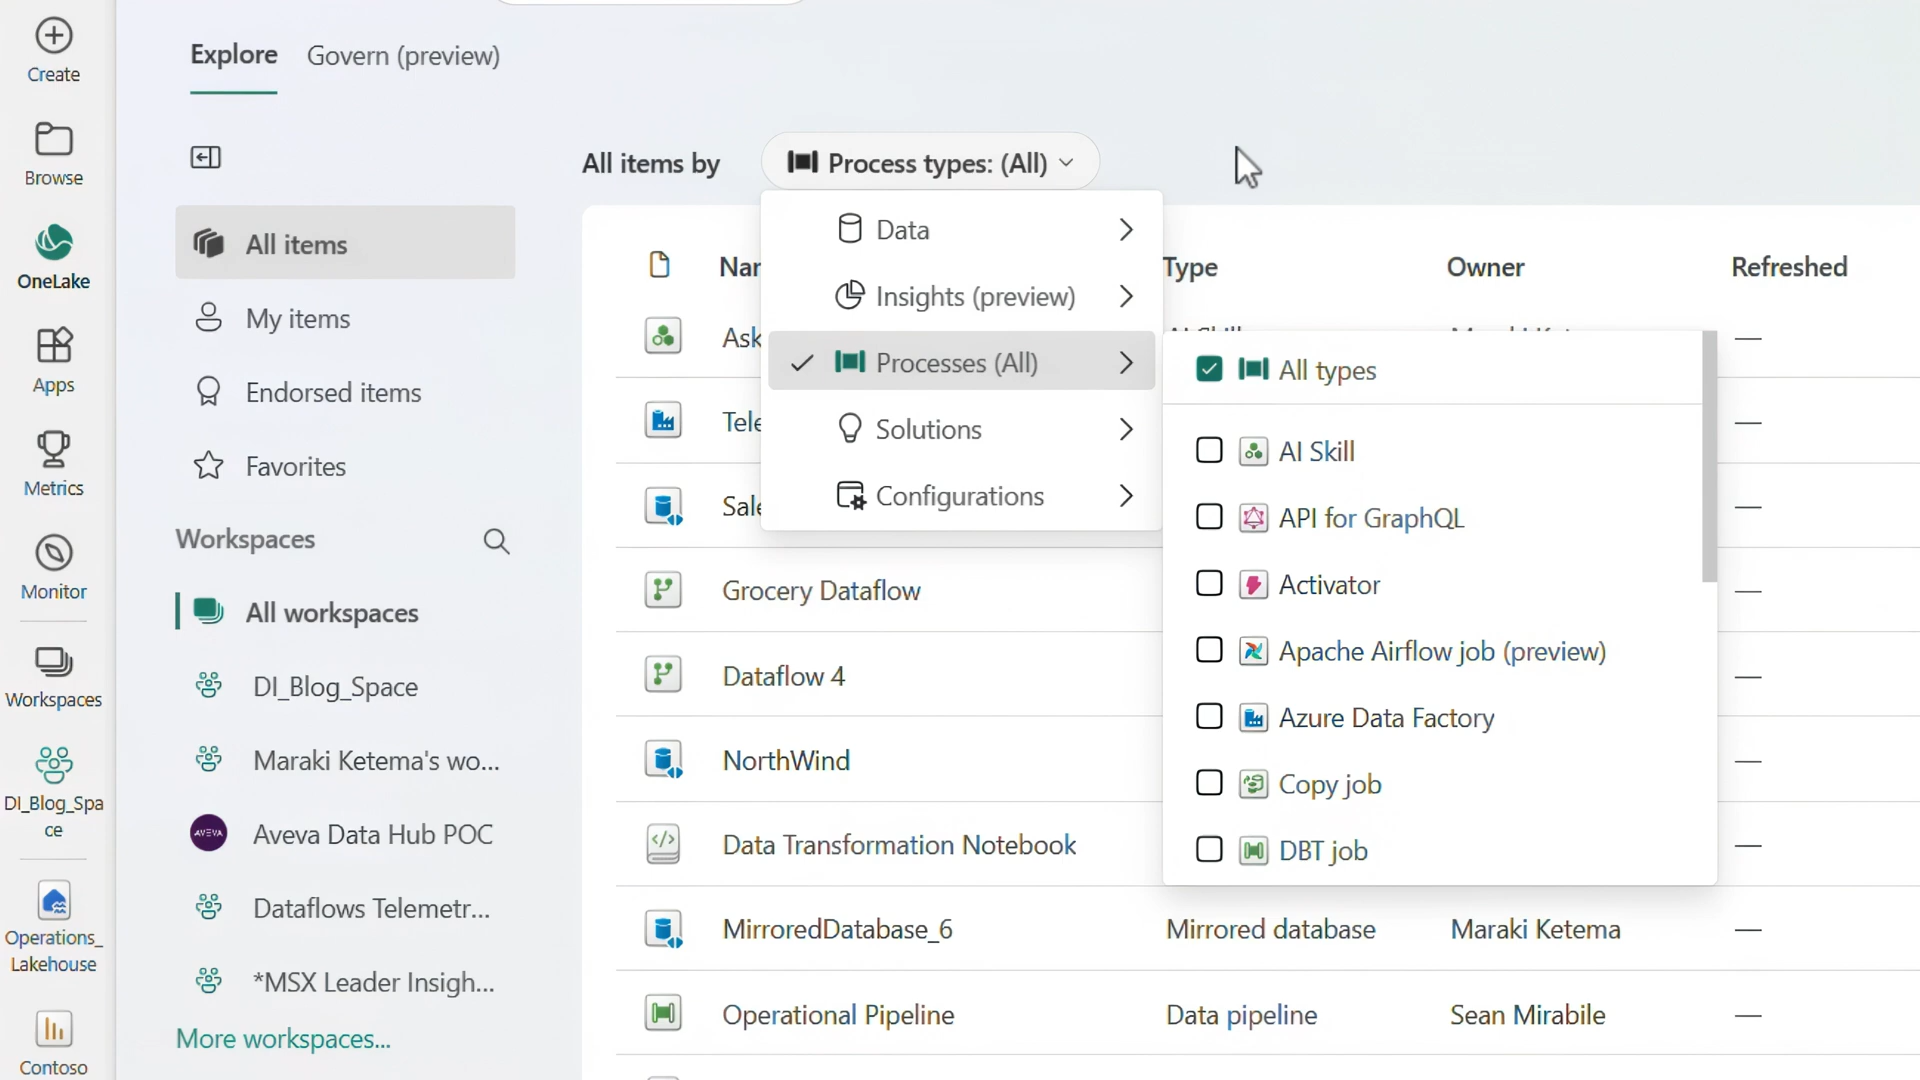 Create
Browse
OneLake
Apps
Metrics
Monitor
Workspaces
DI_Blog_Spa
ce
Operations_
Lakehouse
Contoso
Explore
Govern (preview)
All items
My items
Endorsed items
Favorites
Workspaces
All workspaces
DI_Blog_Space
Maraki Ketema's wo...
AVEVA
Aveva Data Hub POC
Dataflows Telemetr...
*MSX Leader Insigh...
More workspaces...
All items by
Process types: (All)
Data
Insights (preview)
Processes (All)
Solutions
Configurations
All types
AI Skill
API for GraphQL
Activator
Apache Airflow job (preview)
Azure Data Factory
Copy job
DBT job
Nar Type Owner Refreshed
Ask —
Tele —
Sale —
Grocery Dataflow —
Dataflow 4 —
NorthWind —
Data Transformation Notebook —
MirroredDatabase_6 Mirrored database Maraki Ketema —
Operational Pipeline Data pipeline Sean Mirabile —